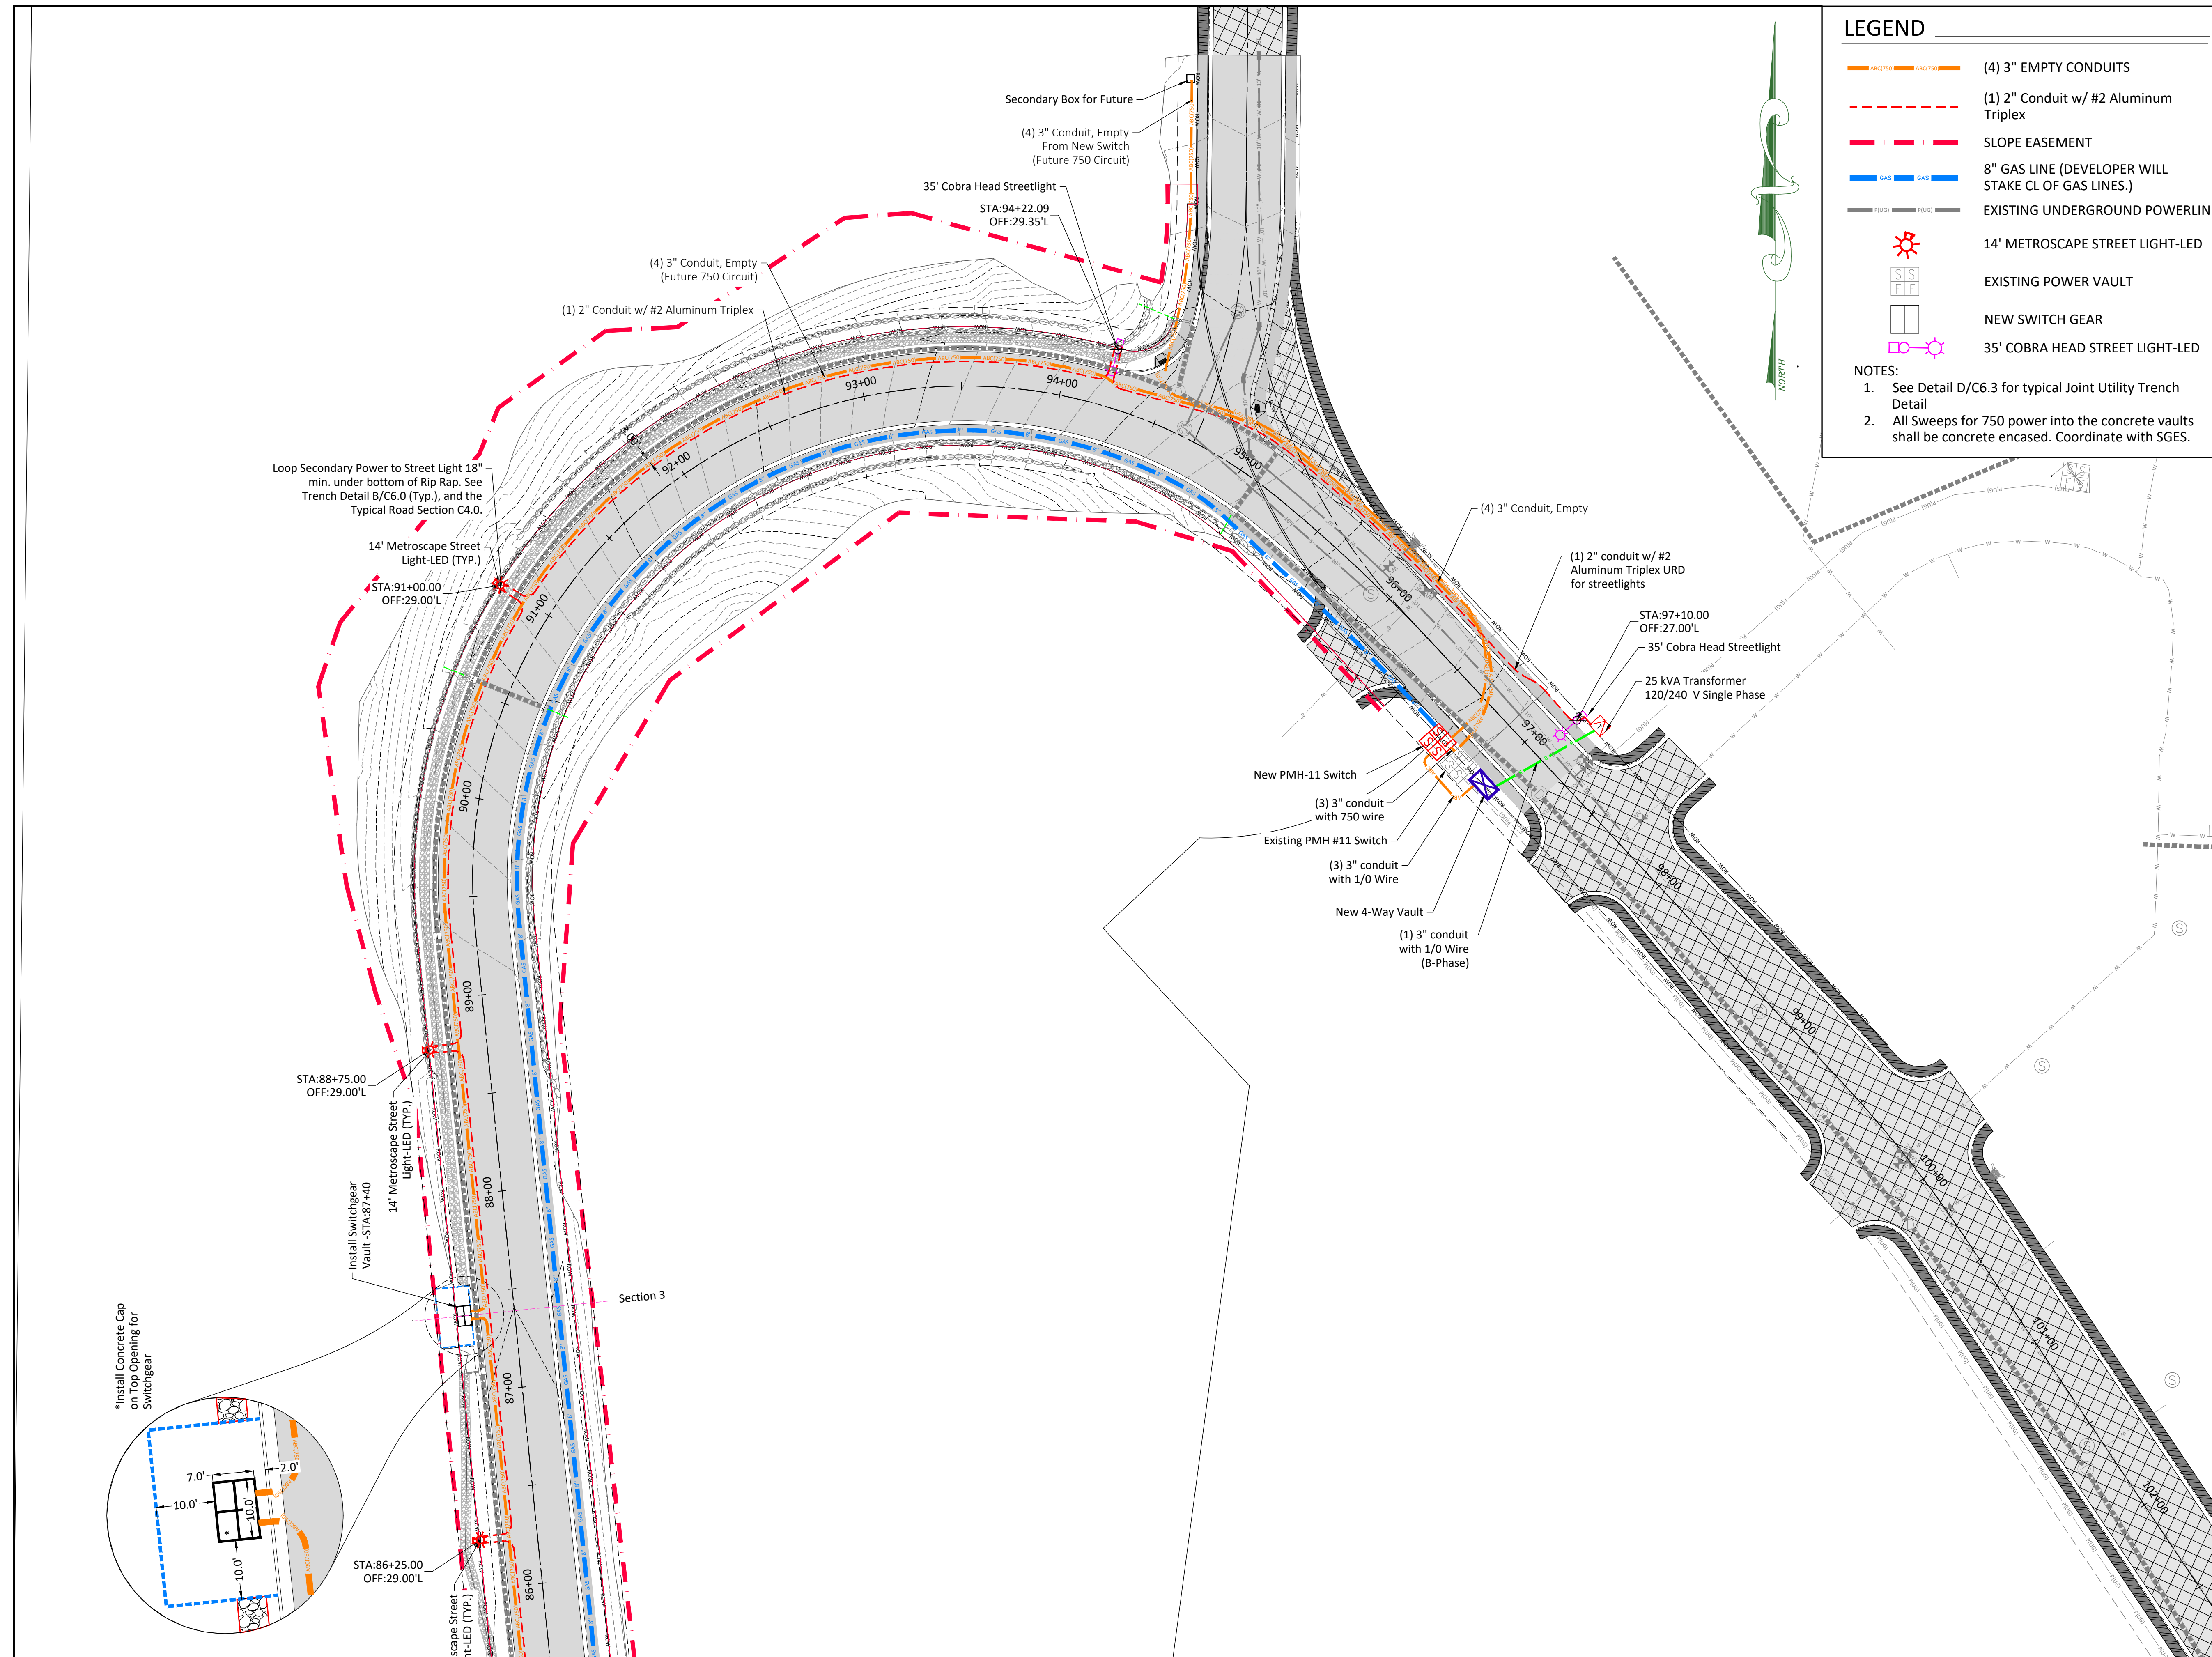 LEGEND
ABC(750) ABC(750)
(4) 3" EMPTY CONDUITS
(1) 2" Conduit w/ #2 Aluminum
Triplex
SLOPE EASEMENT
GAS GAS
8" GAS LINE (DEVELOPER WILL
STAKE CL OF GAS LINES.)
P(UG) P(UG)
EXISTING UNDERGROUND POWERLIN
14' METROSCAPE STREET LIGHT-LED
S S
F F
EXISTING POWER VAULT
NEW SWITCH GEAR
35' COBRA HEAD STREET LIGHT-LED
NOTES:
1. See Detail D/C6.3 for typical Joint Utility Trench
Detail
2. All Sweeps for 750 power into the concrete vaults
shall be concrete encased. Coordinate with SGES.
NORTH
Secondary Box for Future
(4) 3" Conduit, Empty
From New Switch
(Future 750 Circuit)
35' Cobra Head Streetlight
STA:94+22.09
OFF:29.35'L
(4) 3" Conduit, Empty
(Future 750 Circuit)
(1) 2" Conduit w/ #2 Aluminum Triplex
Loop Secondary Power to Street Light 18"
min. under bottom of Rip Rap. See
Trench Detail B/C6.0 (Typ.), and the
Typical Road Section C4.0.
14' Metroscape Street
Light-LED (TYP.)
STA:91+00.00
OFF:29.00'L
3.00'
93+00
94+00
92+00
91+00
90+00
89+00
88+00
87+00
86+00
95+00
96+00
97+00
98+00
99+00
100+00
101+00
102+00
(4) 3" Conduit, Empty
(1) 2" conduit w/ #2
Aluminum Triplex URD
for streetlights
STA:97+10.00
OFF:27.00'L
35' Cobra Head Streetlight
25 kVA Transformer
120/240 V Single Phase
New PMH-11 Switch
(3) 3" conduit
with 750 wire
Existing PMH #11 Switch
(3) 3" conduit
with 1/0 Wire
New 4-Way Vault
(1) 3" conduit
with 1/0 Wire
(B-Phase)
STA:88+75.00
OFF:29.00'L
14' Metroscape Street
Light-LED (TYP.)
Install Switchgear
Vault -STA:87+40
Section 3
*Install Concrete Cap
on Top Opening for
Switchgear
7.0'
2.0'
10.0'
10.0'
10.0'
*
STA:86+25.00
OFF:29.00'L
scape Street
ht-LED (TYP.)